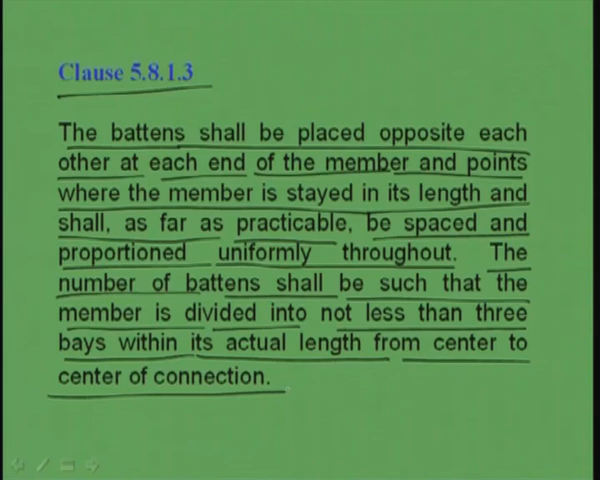 Clause 5.8.1.3
The battens shall be placed opposite each
other at each end of the member and points
where the member is stayed in its length and
shall, as far as practicable, be spaced and
proportioned uniformly throughout. The
number of battens shall be such that the
member is divided into not less than three
bays within its actual length from center to
center of connection.